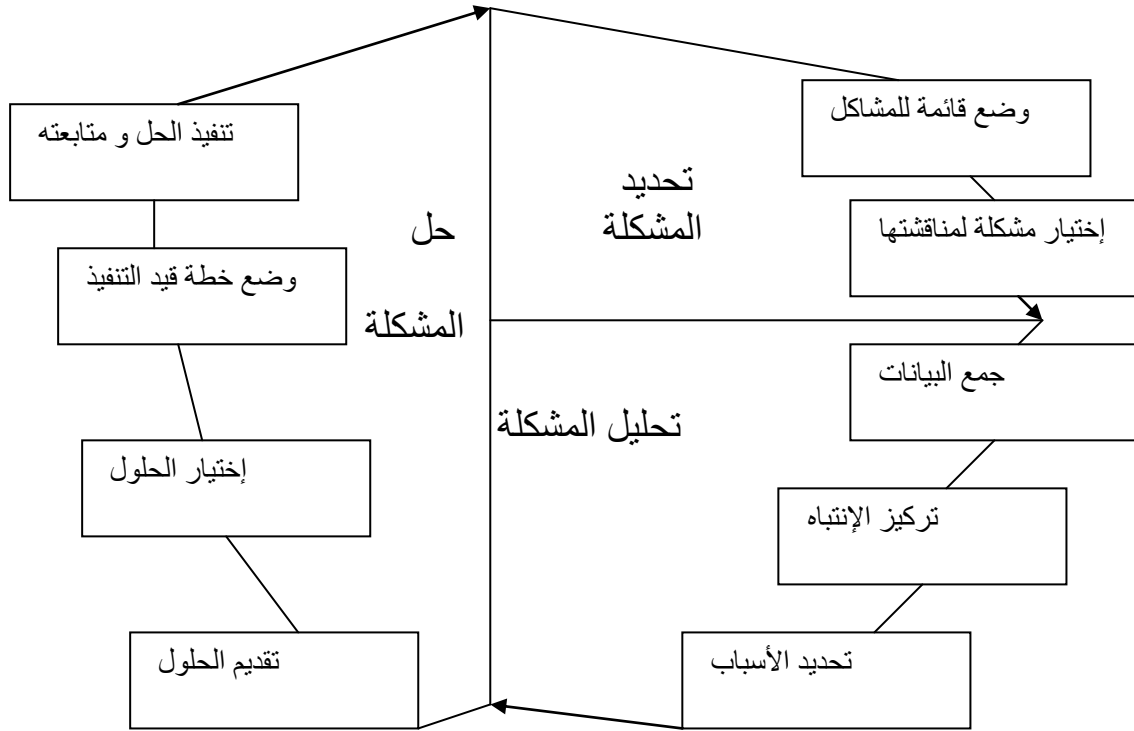 وضع قائمة للمشاكل
تنفيذ الحل و متابعته
تحديد
المشكلة
إختيار مشكلة لمناقشتها
حل
المشكلة
وضع خطة قيد التنفيذ
جمع البيانات
تحليل المشكلة
إختيار الحلول
تركيز الإنتباه
تحديد الأسباب
تقديم الحلول